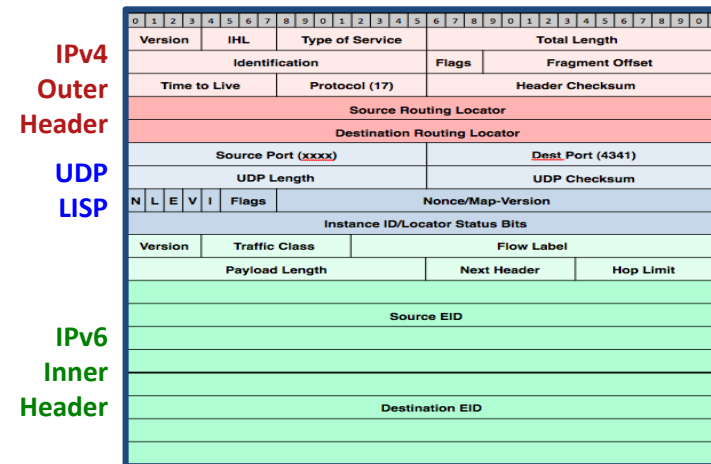 0 1 2 3 4 5 6 7 8 9 0 1 2 3 4 5 6 7 8 9 0 1 2 3 4 5 6 7 8 9 0
Version IHL Type of Service Total Length
Identification Flags Fragment Offset
Time to Live Protocol (17) Header Checksum
Source Routing Locator
Destination Routing Locator
IPv4
Outer
Header
Source Port (xxxx) Dest Port (4341)
UDP Length UDP Checksum
UDP
N L E V I Flags Nonce/Map-Version
Instance ID/Locator Status Bits
LISP
Version Traffic Class Flow Label
Payload Length Next Header Hop Limit
Source EID
Destination EID
IPv6
Inner
Header